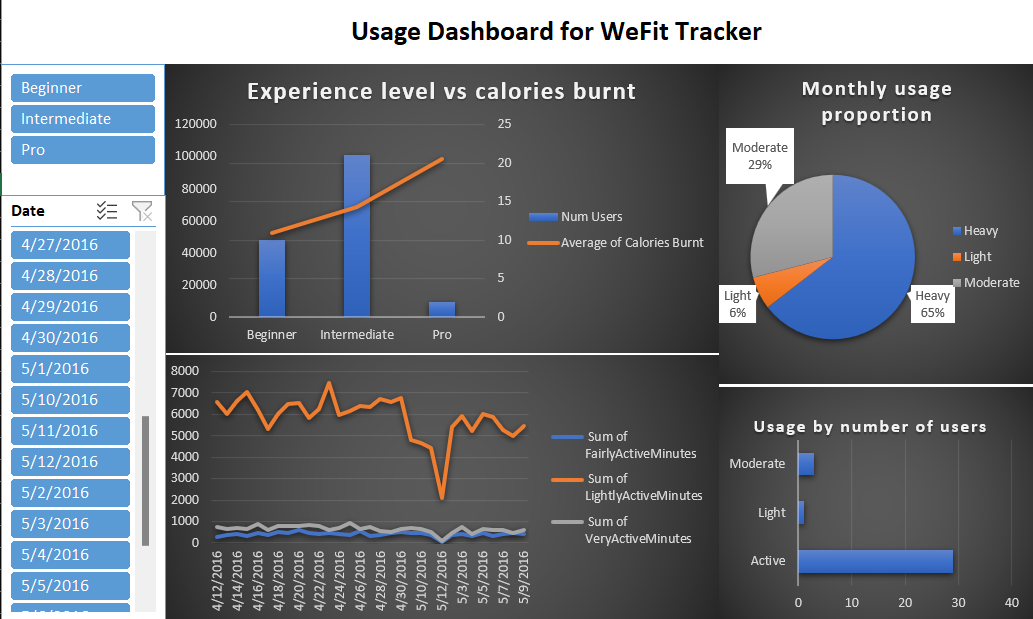 Usage Dashboard for WeFit Tracker
Beginner
Intermediate
Pro
Date
4/27/2016
4/28/2016
4/29/2016
4/30/2016
5/1/2016
5/10/2016
5/11/2016
5/12/2016
5/2/2016
5/3/2016
5/4/2016
5/5/2016
Experience level vs calories burnt
120000
100000
80000
60000
40000
20000
0
25
20
15
10
5
0
Beginner
Intermediate
Pro
Num Users
Average of Calories Burnt
Monthly usage
proportion
Moderate
29%
Light
6%
Heavy
65%
Heavy
Light
Moderate
8000
7000
6000
5000
4000
3000
2000
1000
0
4/12/2016
4/14/2016
4/16/2016
4/18/2016
4/20/2016
4/22/2016
4/24/2016
4/26/2016
4/28/2016
4/30/2016
5/10/2016
5/12/2016
5/3/2016
5/5/2016
5/7/2016
5/9/2016
Sum of
FairlyActiveMinutes
Sum of
LightlyActiveMinutes
Sum of
VeryActiveMinutes
Usage by number of users
Moderate
Light
Active
0
10
20
30
40